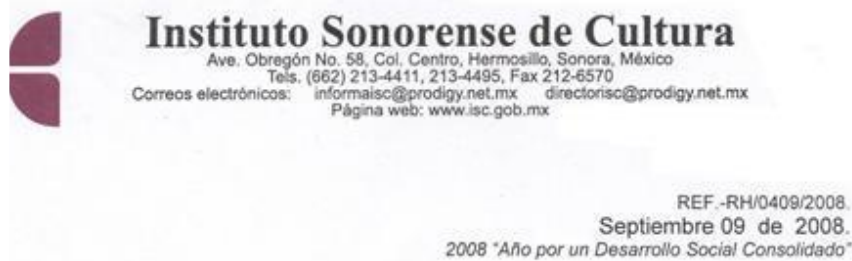 Instituto Sonorense de Cultura
Ave. Obregón No. 58, Col. Centro, Hermosillo, Sonora, México
Tels. (662) 213-4411, 213-4495, Fax 212-6570
Correos electrónicos: informaisc@prodigy.net.mx directorisc@prodigy.net.mx
Página web: www.isc.gob.mx
REF.-RH/0409/2008.
Septiembre 09 de 2008.
2008 "Año por un Desarrollo Social Consolidado"